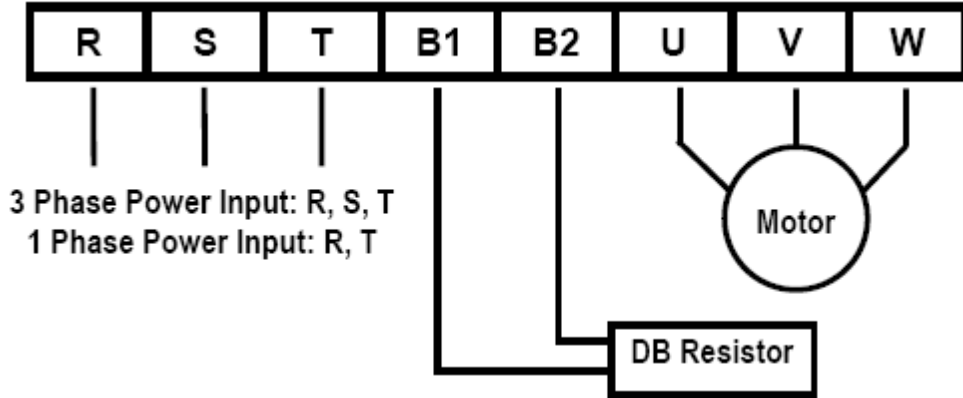 R S T B1 B2 U V W
3 Phase Power Input: R, S, T
1 Phase Power Input: R, T
Motor
DB Resistor